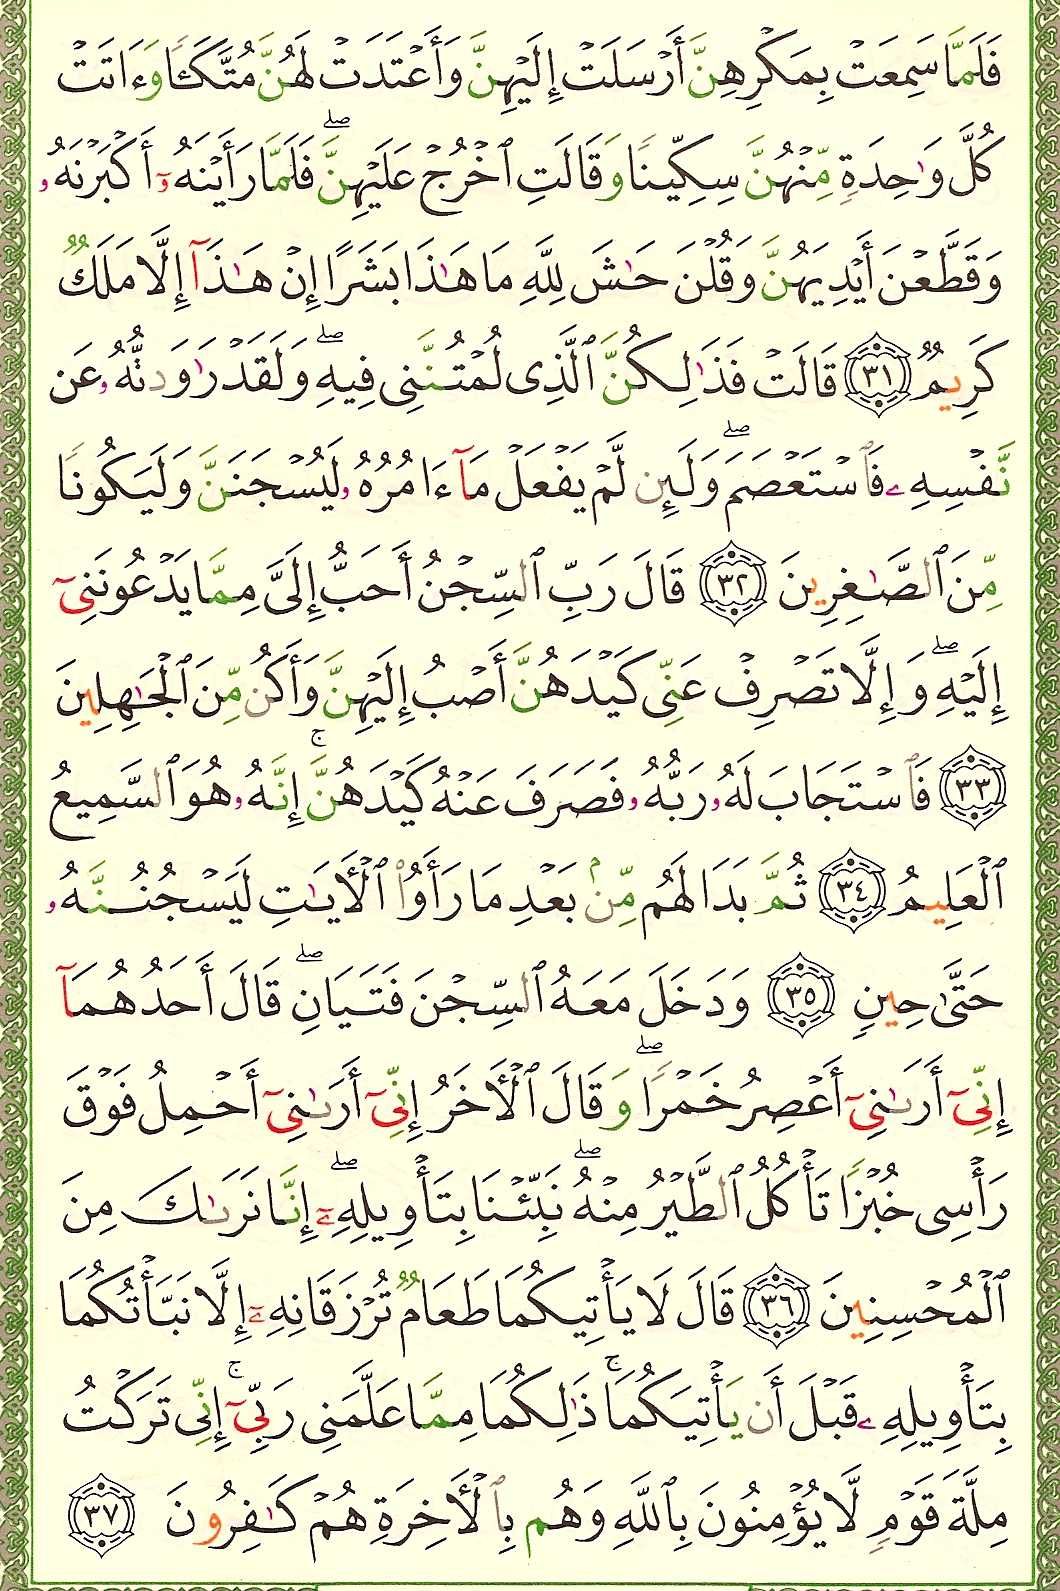 فَلَمَّا سَمِعَتْ بِمَكْرِهِنَّ أَرْسَلَتْ إِلَيْهِنَّ وَأَعْتَدَتْ لَهُنَّ مُتَّكَـًٔا وَءَاتَتْ
كُلَّ وَٰحِدَةٍ مِّنْهُنَّ سِكِّينًا وَقَالَتِ ٱخْرُجْ عَلَيْهِنَّ ۖ فَلَمَّا رَأَيْنَهُۥٓ أَكْبَرْنَهُۥ
وَقَطَّعْنَ أَيْدِيَهُنَّ وَقُلْنَ حَٰشَ لِلَّهِ مَا هَٰذَا بَشَرًا إِنْ هَٰذَآ إِلَّا مَلَكٌ
كَرِيمٌ ٣١ قَالَتْ فَذَٰلِكُنَّ ٱلَّذِى لُمْتُنَّنِى فِيهِ ۖ وَلَقَدْ رَٰوَدتُّهُۥ عَن
نَّفْسِهِۦ فَٱسْتَعْصَمَ ۖ وَلَئِن لَّمْ يَفْعَلْ مَآ ءَامُرُهُۥ لَيُسْجَنَنَّ وَلَيَكُونًا
مِّنَ ٱلصَّٰغِرِينَ ٣٢ قَالَ رَبِّ ٱلسِّجْنُ أَحَبُّ إِلَىَّ مِمَّا يَدْعُونَنِىٓ
إِلَيْهِ ۖ وَإِلَّا تَصْرِفْ عَنِّى كَيْدَهُنَّ أَصْبُ إِلَيْهِنَّ وَأَكُن مِّنَ ٱلْجَٰهِلِينَ
٣٣ فَٱسْتَجَابَ لَهُۥ رَبُّهُۥ فَصَرَفَ عَنْهُ كَيْدَهُنَّ ۚ إِنَّهُۥ هُوَ ٱلسَّمِيعُ
ٱلْعَلِيمُ ٣٤ ثُمَّ بَدَا لَهُم مِّنۢ بَعْدِ مَا رَأَوُا۟ ٱلْـَٔايَٰتِ لَيَسْجُنُنَّهُۥ
حَتَّىٰ حِينٍ ٣٥ وَدَخَلَ مَعَهُ ٱلسِّجْنَ فَتَيَانِ ۖ قَالَ أَحَدُهُمَآ
إِنِّىٓ أَرَىٰنِىٓ أَعْصِرُ خَمْرًا ۖ وَقَالَ ٱلْـَٔاخَرُ إِنِّىٓ أَرَىٰنِىٓ أَحْمِلُ فَوْقَ
رَأْسِى خُبْزًا تَأْكُلُ ٱلطَّيْرُ مِنْهُ ۖ نَبِّئْنَا بِتَأْوِيلِهِۦٓ ۖ إِنَّا نَرَىٰكَ مِنَ
ٱلْمُحْسِنِينَ ٣٦ قَالَ لَا يَأْتِيكُمَا طَعَامٌ تُرْزَقَانِهِۦٓ إِلَّا نَبَّأْتُكُمَا
بِتَأْوِيلِهِۦ قَبْلَ أَن يَأْتِيَكُمَا ۚ ذَٰلِكُمَا مِمَّا عَلَّمَنِى رَبِّىٓ ۚ إِنِّى تَرَكْتُ
مِلَّةَ قَوْمٍ لَّا يُؤْمِنُونَ بِٱللَّهِ وَهُم بِٱلْـَٔاخِرَةِ هُمْ كَٰفِرُونَ ٣٧